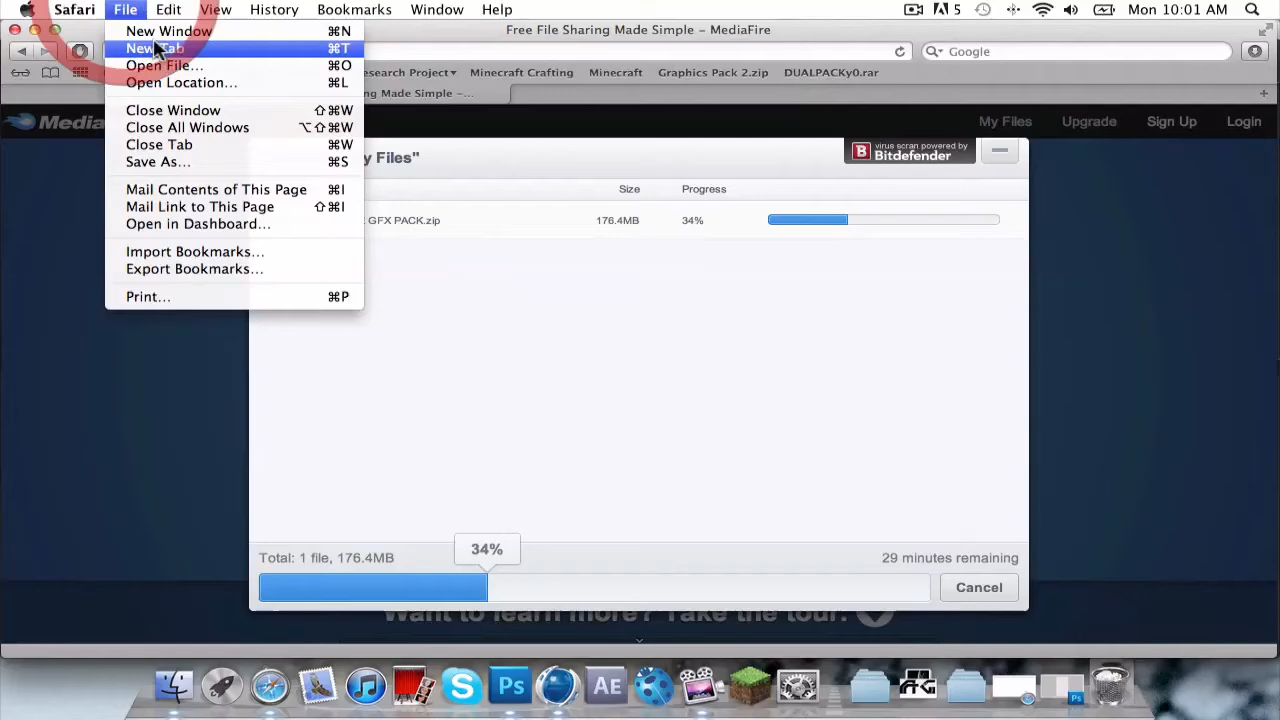 Safari File Edit View History Bookmarks Window Help 5 Mon 10:01 AM
Free File Sharing Made Simple – MediaFire
Google
esearch Project▾ Minecraft Crafting Minecraft Graphics Pack 2.zip DUALPACKy0.rar
ng Made Simple –...
New Window ⌘N
New Tab ⌘T
Open File... ⌘O
Open Location... ⌘L
Close Window ⇧⌘W
Close All Windows ⌥⇧⌘W
Close Tab ⌘W
Save As... ⌘S
Mail Contents of This Page ⌘I
Mail Link to This Page ⇧⌘I
Open in Dashboard...
Import Bookmarks...
Export Bookmarks...
Print... ⌘P
Media
My Files Upgrade Sign Up Login
y Files"
B virus scan powered by
Bitdefender
Size Progress
GFX PACK.zip 176.4MB 34%
34%
Total: 1 file, 176.4MB 29 minutes remaining
Cancel
Want to learn more? Take the tour.
S Ps AE
Ps